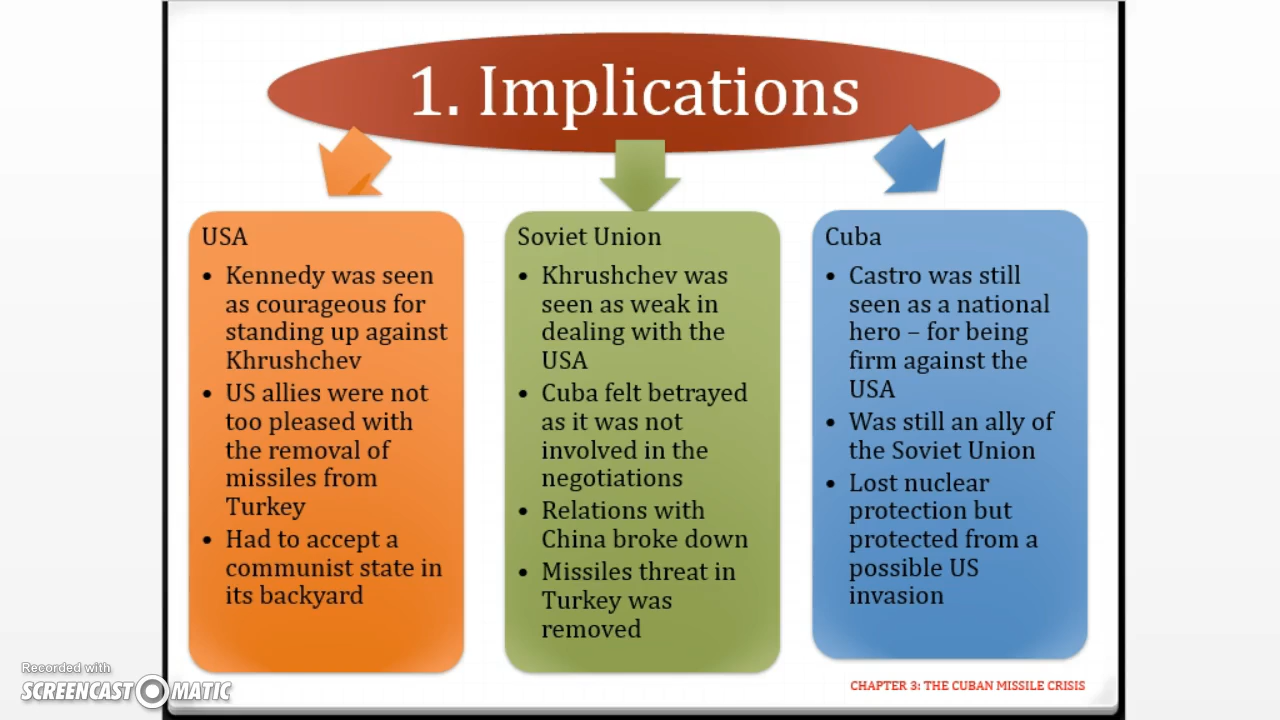 1. Implications
USA
• Kennedy was seen
as courageous for
standing up against
Khrushchev
• US allies were not
too pleased with
the removal of
missiles from
Turkey
• Had to accept a
communist state in
its backyard
Soviet Union
• Khrushchev was
seen as weak in
dealing with the
USA
• Cuba felt betrayed
as it was not
involved in the
negotiations
• Relations with
China broke down
• Missiles threat in
Turkey was
removed
Cuba
• Castro was still
seen as a national
hero – for being
firm against the
USA
• Was still an ally of
the Soviet Union
• Lost nuclear
protection but
protected from a
possible US
invasion
CHAPTER 3: THE CUBAN MISSILE CRISIS
Recorded with
SCREENCAST O MATIC